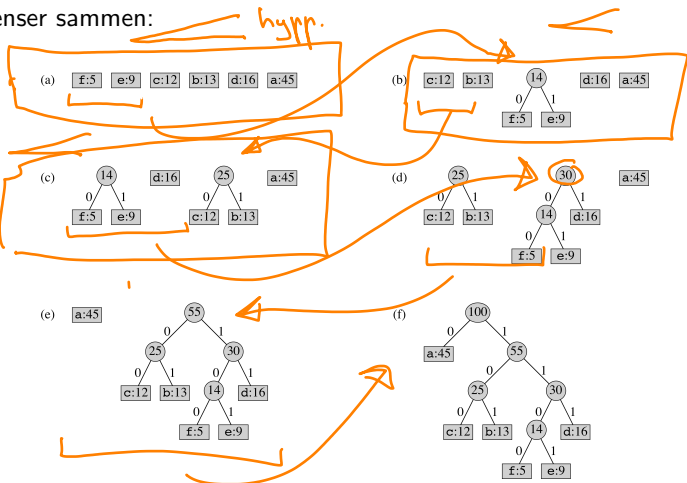 enser sammen:
hypp.
(a) f:5 e:9 c:12 b:13 d:16 a:45
(b) c:12 b:13 14 d:16 a:45
0 1
f:5 e:9
(c) 14 d:16 25 a:45
0 1 0 1
f:5 e:9 c:12 b:13
(d) 25 30 a:45
0 1 0 1
c:12 b:13 14 d:16
0 1
f:5 e:9
(e) a:45 55
0 1
25 30
0 1 0 1
c:12 b:13 14 d:16
0 1
f:5 e:9
(f) 100
0 1
a:45 55
0 1
25 30
0 1 0 1
c:12 b:13 14 d:16
0 1
f:5 e:9